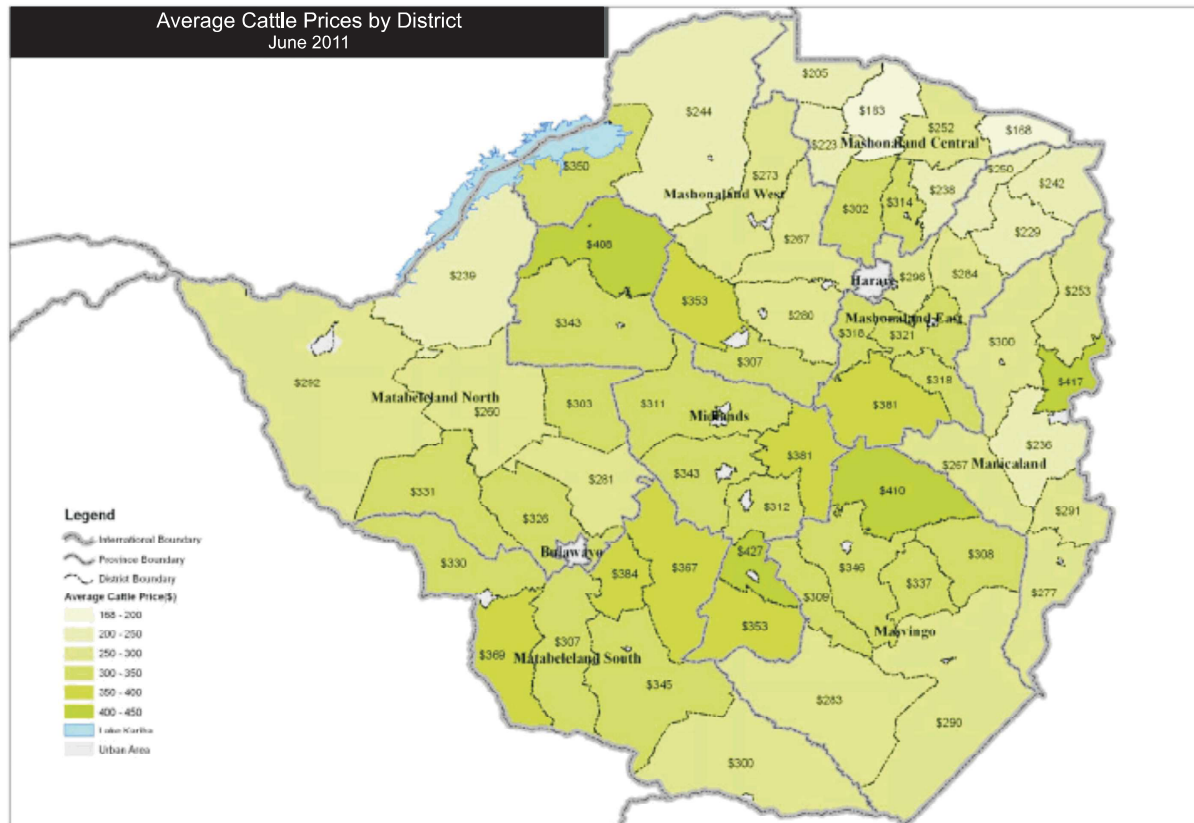 Average Cattle Prices by District
June 2011
$205
$244
$183
$252
$168
$223
Mashonaland Central
$350
$273
$250
$242
$238
Mashonaland West
$302
$314
$229
$408
$267
$239
Harare
$296
$284
$253
$353
$280
Mashonaland East
$343
$318
$321
$300
$307
$292
$318
$417
Matabeleland North
$381
$260
$303
$311
Midlands
$236
$381
$267
Manicaland
$343
$281
$410
$331
$312
$291
$326
Bulawayo
$427
$308
$330
$384
$367
$346
$337
$277
$309
$353
Masvingo
$307
$369
Matabeleland South
$345
$283
$290
$300
Legend
International Boundary
Province Boundary
District Boundary
Average Cattle Price($)
168 - 200
200 - 250
250 - 300
300 - 350
350 - 400
400 - 450
Lake Kariba
Urban Area